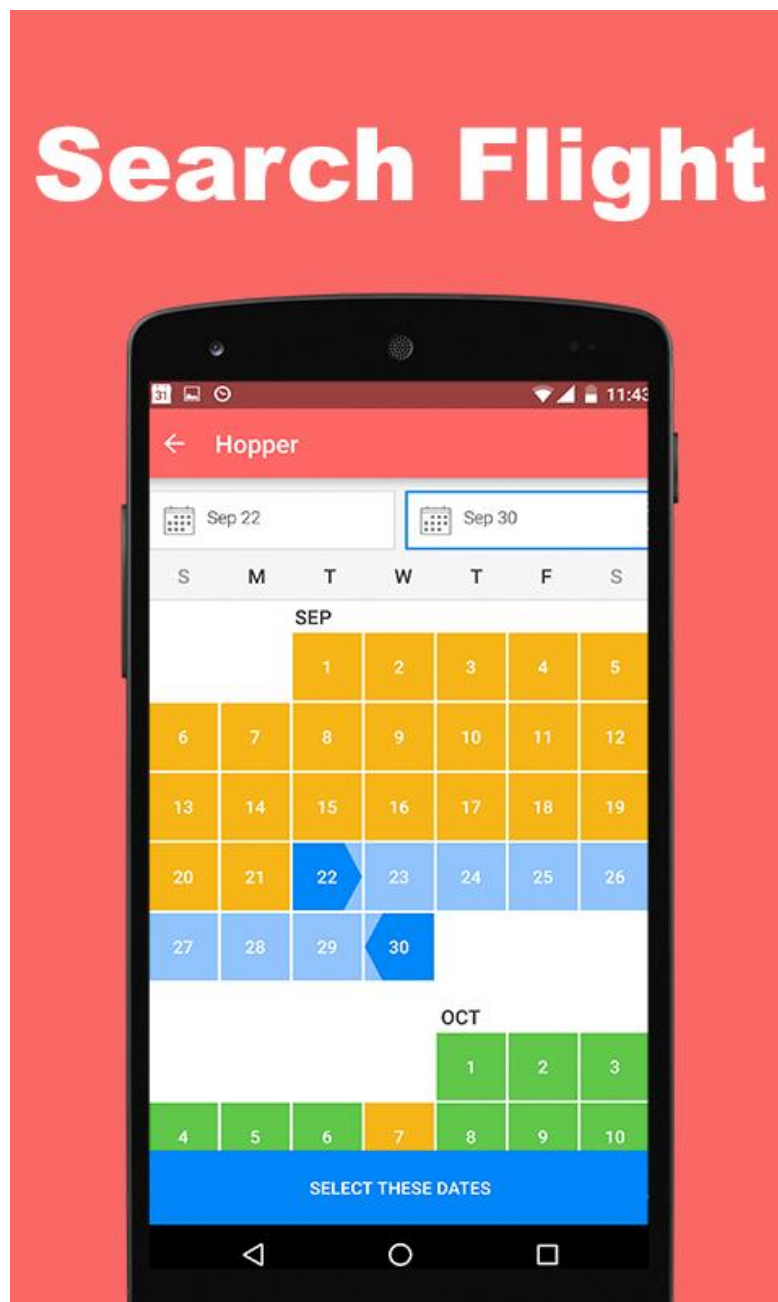 Search Flight
31 11:43
Hopper
Sep 22 Sep 30
S M T W T F S
SEP
1 2 3 4 5
6 7 8 9 10 11 12
13 14 15 16 17 18 19
20 21 22 23 24 25 26
27 28 29 30
OCT
1 2 3
4 5 6 7 8 9 10
SELECT THESE DATES